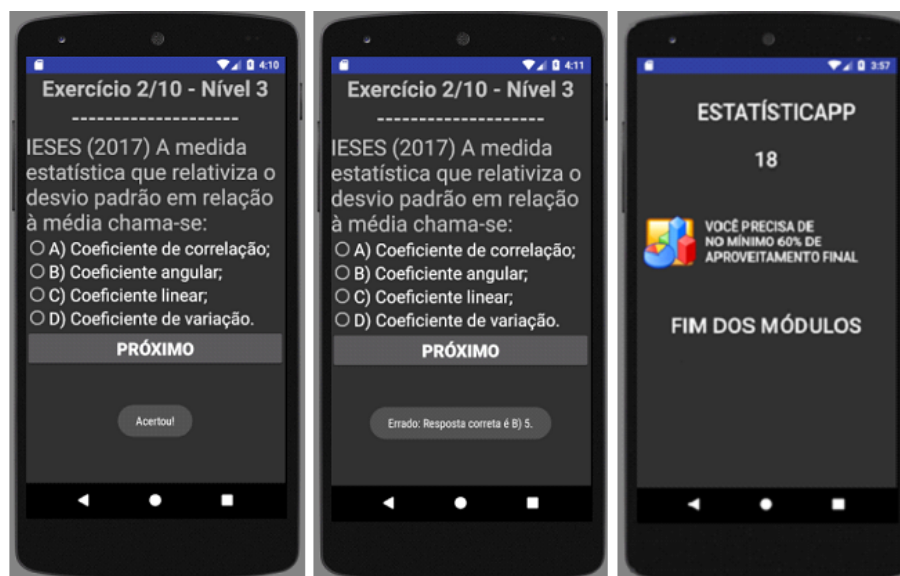 4:10
Exercício 2/10 - Nível 3
--------------------
IESES (2017) A medida
estatística que relativiza o
desvio padrão em relação
à média chama-se:
A) Coeficiente de correlação;
B) Coeficiente angular;
C) Coeficiente linear;
D) Coeficiente de variação.
PRÓXIMO
Acertou!
4:11
Exercício 2/10 - Nível 3
--------------------
IESES (2017) A medida
estatística que relativiza o
desvio padrão em relação
à média chama-se:
A) Coeficiente de correlação;
B) Coeficiente angular;
C) Coeficiente linear;
D) Coeficiente de variação.
PRÓXIMO
Errado: Resposta correta é B) 5.
3:57
ESTATÍSTICAPP
18
VOCÊ PRECISA DE
NO MÍNIMO 60% DE
APROVEITAMENTO FINAL
FIM DOS MÓDULOS